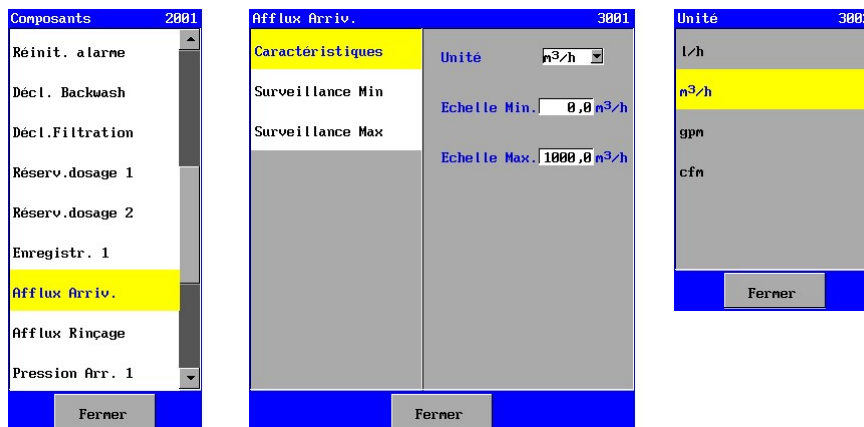 Composants 2001
Réinit. alarme
Décl. Backwash
Décl.Filtration
Réserv.dosage 1
Réserv.dosage 2
Enregistr. 1
Afflux Arriv.
Afflux Rinçage
Pression Arr. 1
Fermer
Afflux Arriv. 3001
Caractéristiques
Surveillance Min
Surveillance Max
Unité m³/h
Echelle Min. 0,0 m³/h
Echelle Max. 1000,0 m³/h
Fermer
Unité
l/h
m³/h
gpm
cfm
Fermer